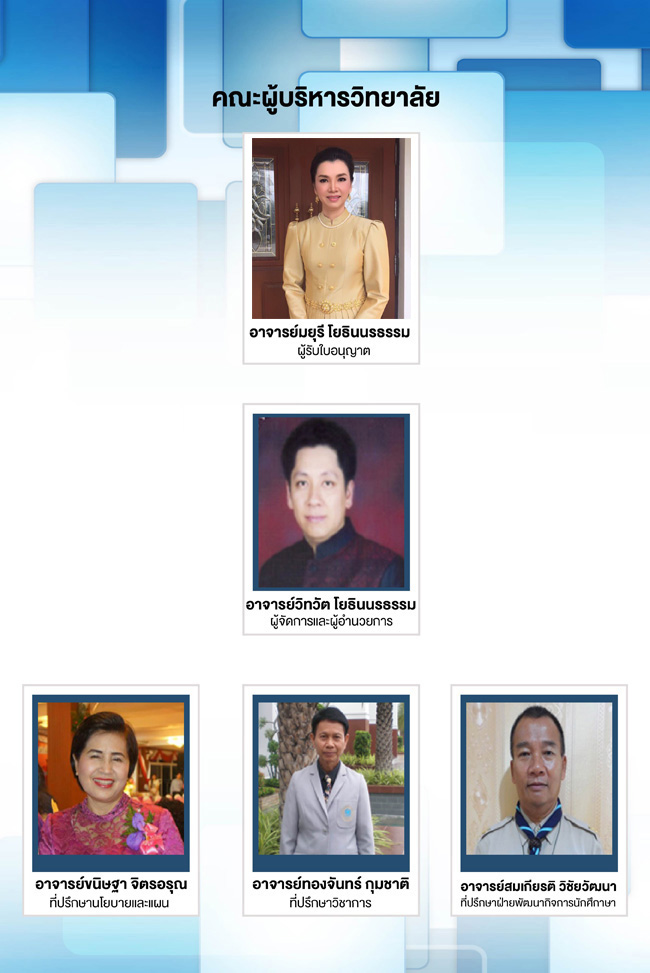 คณะผู้บริหารวิทยาลัย
อาจารย์มยุรี โยธินนรธรรม
ผู้รับใบอนุญาต
อาจารย์วิทวัต โยธินนรธรรม
ผู้จัดการและผู้อำนวยการ
อาจารย์ขนิษฐา จิตรอรุณ
ที่ปรึกษานโยบายและแผน
อาจารย์ทองจันทร์ กุมชาติ
ที่ปรึกษาวิชาการ
อาจารย์สมเกียรติ วิชัยวัฒนา
ที่ปรึกษาฝ่ายพัฒนากิจการนักศึกาษา